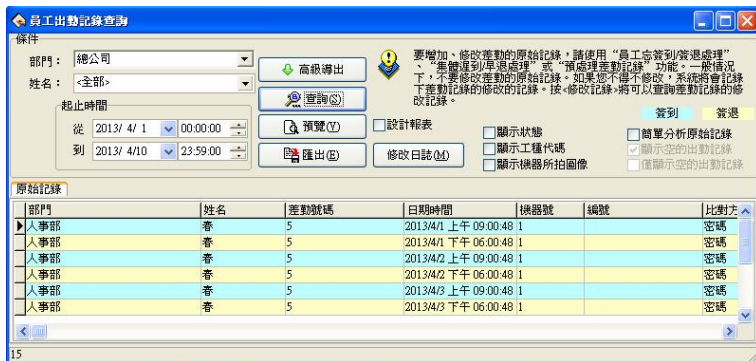 員工出勤記錄查詢
條件
部門： 總公司
姓名： <全部>
起止時間
從 2013/ 4/ 1 00:00:00
到 2013/ 4/10 23:59:00
高級導出
查詢(S)
預覽(V)
匯出(E)
要增加、修改差勤的原始記錄，請使用“員工忘簽到/簽退處理”
、“集體遲到/早退處理”或“預處理差勤記錄”功能。一般情況
下，不要修改差勤的原始記錄。如果您不得不修改，系統將會記錄
下差勤記錄的修改的記錄。按<修改記錄>將可以查詢差勤記錄的修
改記錄。
簽到 簽退
設計報表
修改日誌(M)
顯示狀態
顯示工種代碼
顯示機器所拍圖像
簡單分析原始記錄
顯示空的出勤記錄
僅顯示空的出勤記錄
原始記錄
部門 姓名 差勤號碼 日期時間 機器號 編號 比對方
人事部 春 5 2013/4/1 上午 09:00:48 1 密碼
人事部 春 5 2013/4/1 下午 06:00:48 1 密碼
人事部 春 5 2013/4/2 上午 09:00:48 1 密碼
人事部 春 5 2013/4/2 下午 06:00:48 1 密碼
人事部 春 5 2013/4/3 上午 09:00:48 1 密碼
人事部 春 5 2013/4/3 下午 06:00:48 1 密碼
15